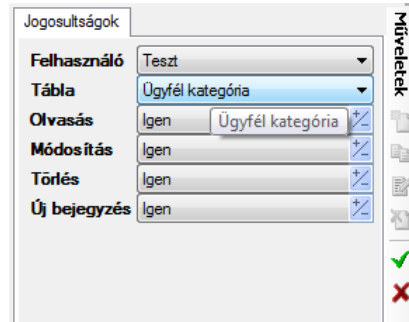 Jogosultságok
Felhasználó Teszt
Tábla Ügyfél kategória
Olvasás Igen Ügyfél kategória
Módosítás Igen
Törlés Igen
Új bejegyzés Igen
Műveletek